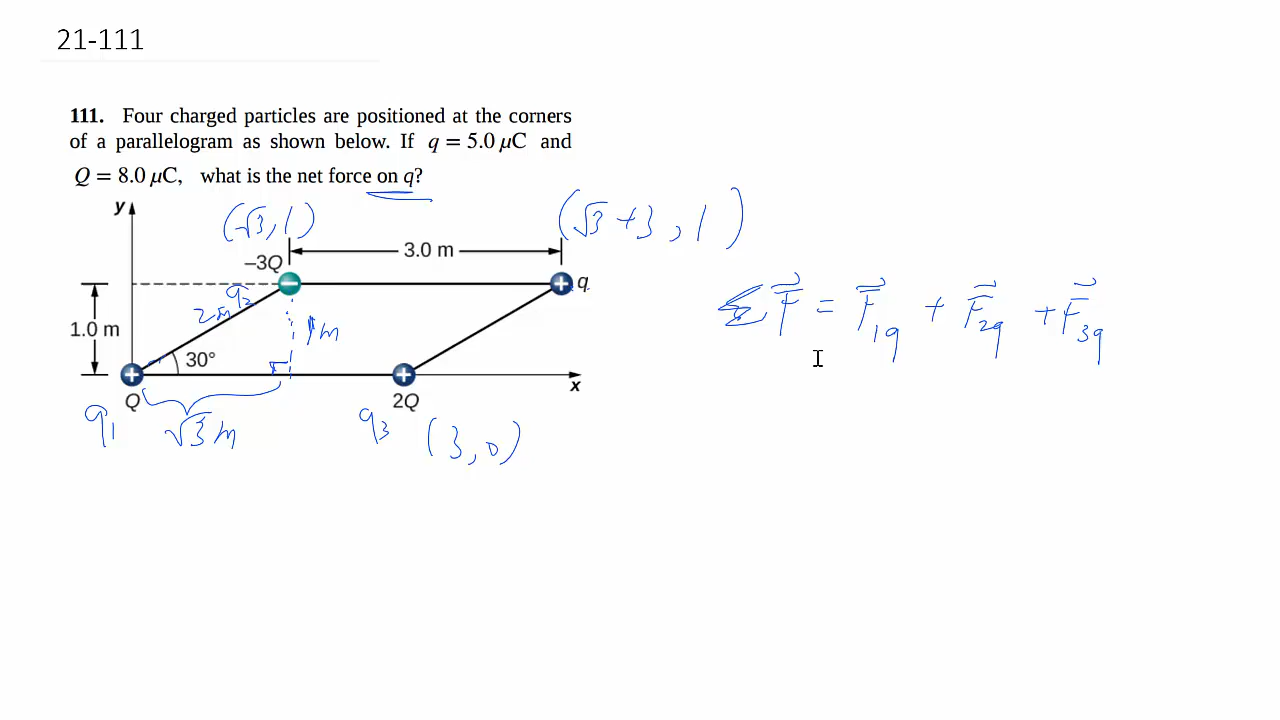 21-111
111. Four charged particles are positioned at the corners
of a parallelogram as shown below. If q = 5.0 μC and
Q = 8.0 μC, what is the net force on q?
y
(√3, 1)
(√3 + 3, 1)
3.0 m
−3Q
q
q2
2m
1.0 m
1m
30°
Σ F⃗ = F⃗1q + F⃗2q + F⃗3q
x
Q
2Q
q1
√3 m
q3
(3, 0)